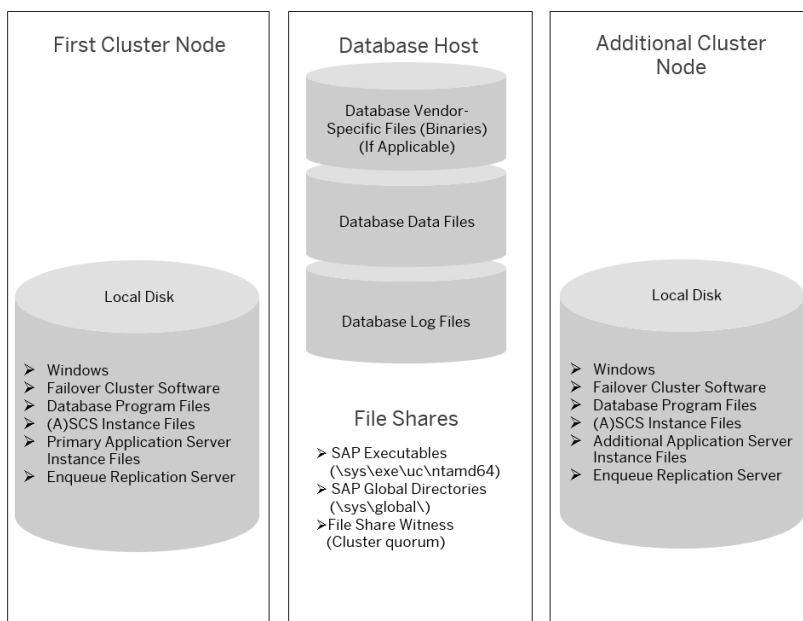 First Cluster Node
Local Disk
➢ Windows
➢ Failover Cluster Software
➢ Database Program Files
➢ (A)SCS Instance Files
➢ Primary Application Server
Instance Files
➢ Enqueue Replication Server
Database Host
Database Vendor-
Specific Files (Binaries)
(If Applicable)
Database Data Files
Database Log Files
File Shares
➢ SAP Executables
(\sys\exe\uc\ntamd64)
➢ SAP Global Directories
(\sys\global\)
➢File Share Witness
(Cluster quorum)
Additional Cluster
Node
Local Disk
➢ Windows
➢ Failover Cluster Software
➢ Database Program Files
➢ (A)SCS Instance Files
➢ Additional Application Server
Instance Files
➢ Enqueue Replication Server